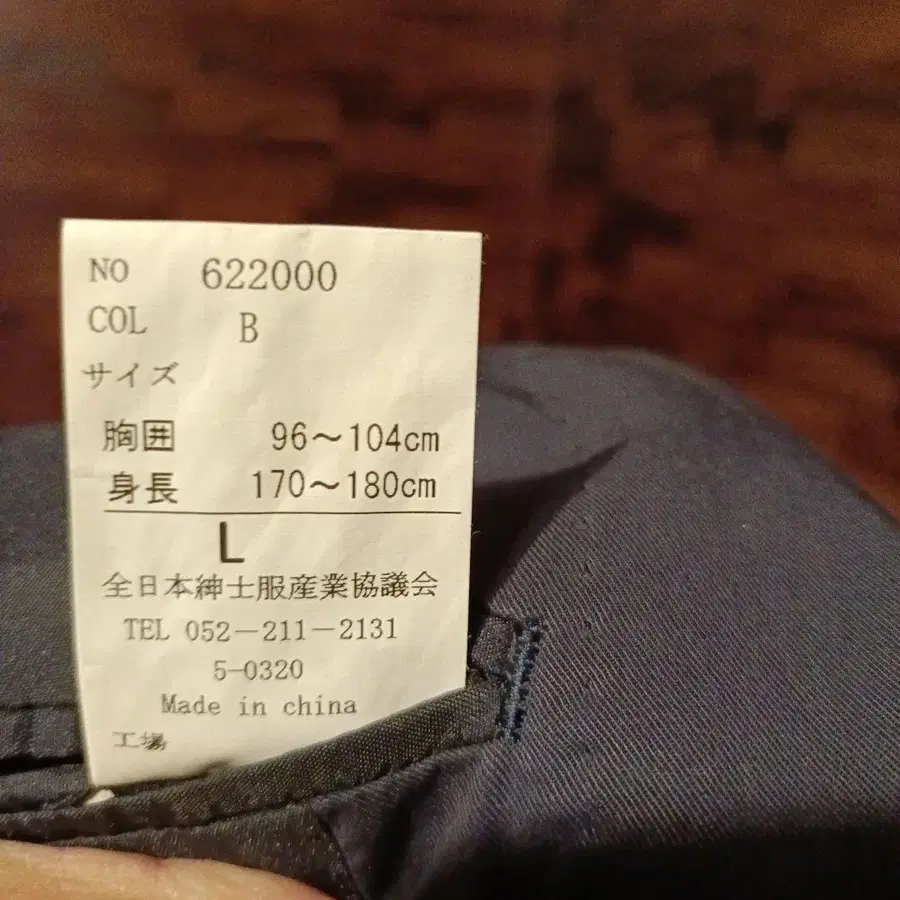 NO 622000
COL B
サイズ
胸囲 96～104cm
身長 170～180cm
L
全日本紳士服産業協議会
TEL 052－211－2131
5-0320
Made in china
工場